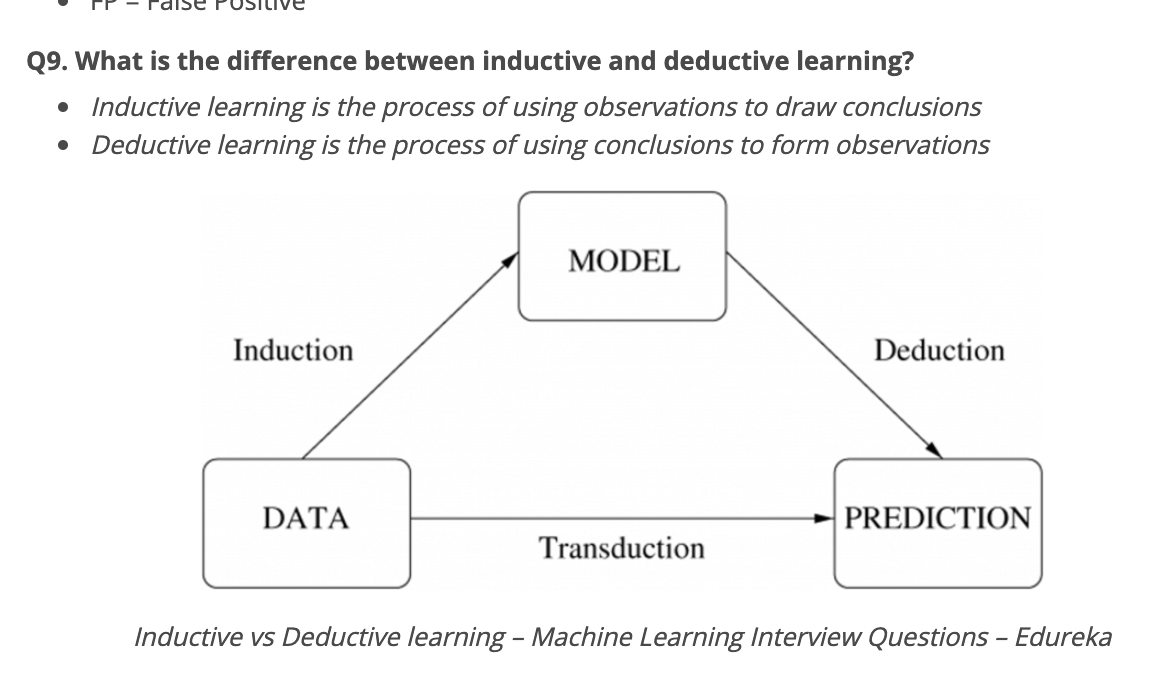 • FP – False Positive
Q9. What is the difference between inductive and deductive learning?
• Inductive learning is the process of using observations to draw conclusions
• Deductive learning is the process of using conclusions to form observations
MODEL
Induction
Deduction
DATA
PREDICTION
Transduction
Inductive vs Deductive learning – Machine Learning Interview Questions – Edureka